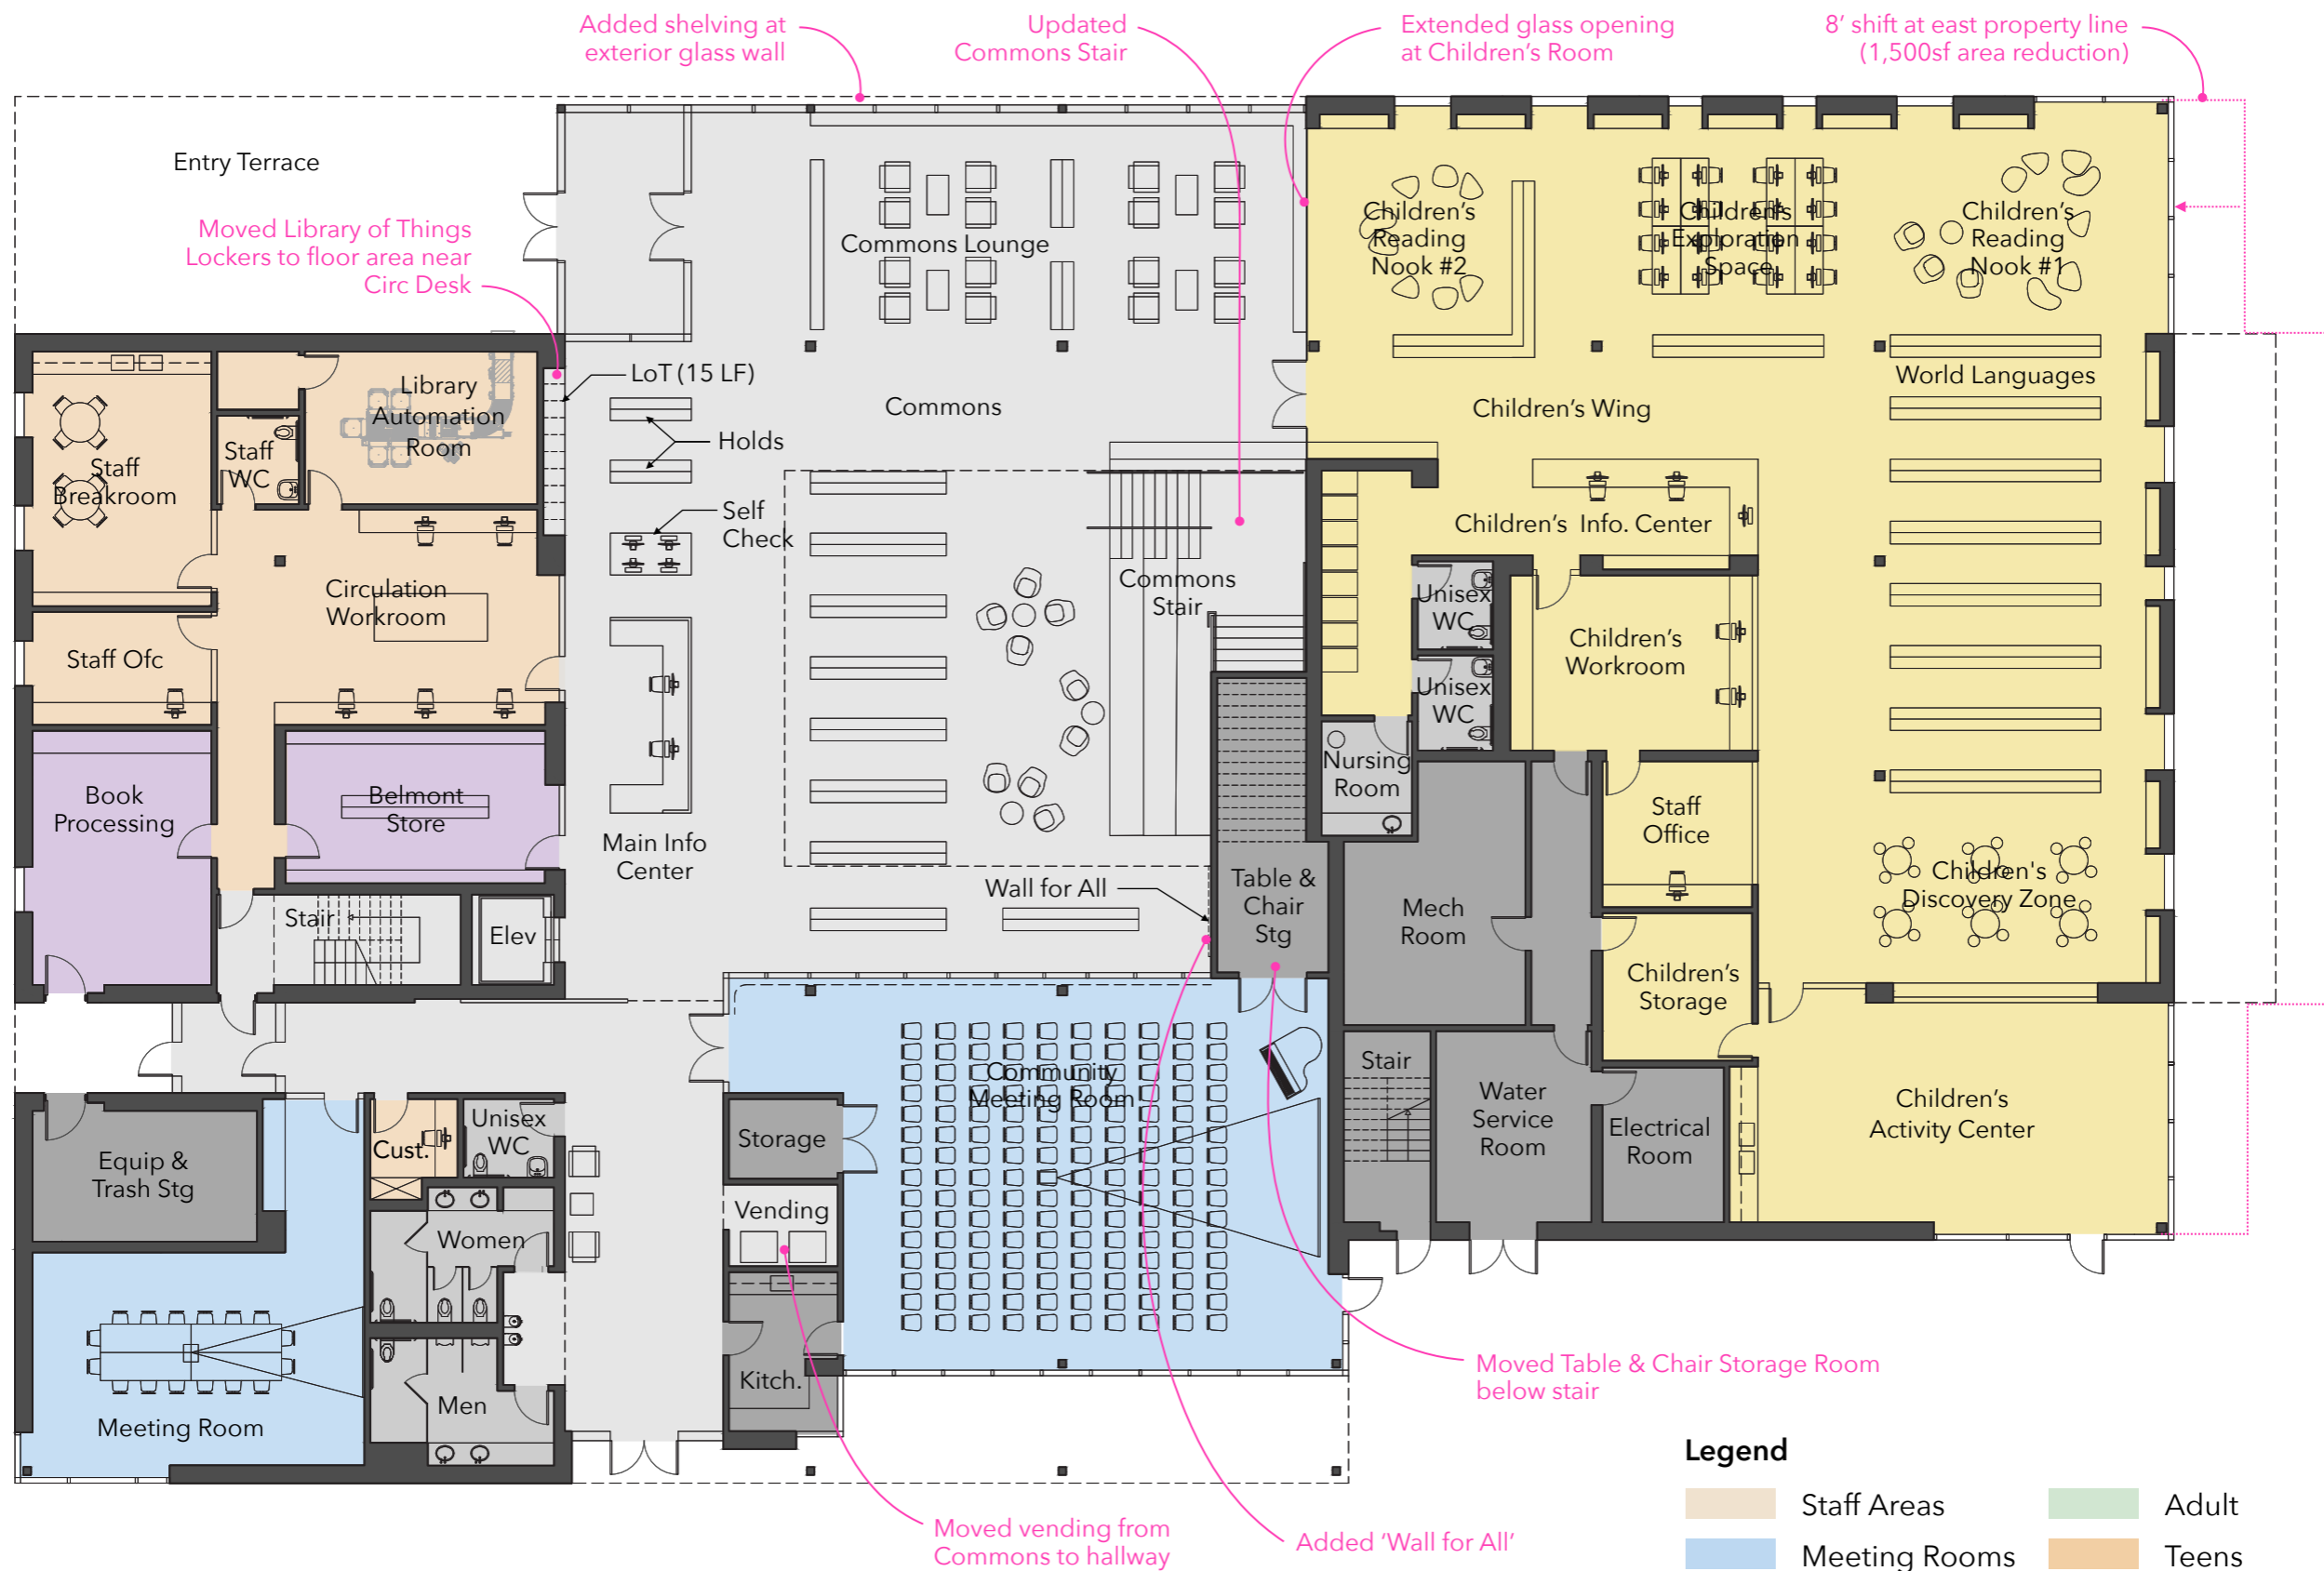 Added shelving at
exterior glass wall
Updated
Commons Stair
Extended glass opening
at Children's Room
8' shift at east property line
(1,500sf area reduction)
Entry Terrace
Moved Library of Things
Lockers to floor area near
Circ Desk
Commons Lounge
Children's
Reading
Nook #2
Children's
Exploration
Space
Children's
Reading
Nook #1
LoT (15 LF)
Library
Automation
Room
Commons
Children's Wing
World Languages
Holds
Staff
WC
Staff
Breakroom
Self
Check
Children's Info. Center
Circulation
Workroom
Commons
Stair
Unisex
WC
Children's
Workroom
Staff Ofc
Unisex
WC
Nursing
Room
Book
Processing
Belmont
Store
Staff
Office
Main Info
Center
Wall for All
Table &
Chair
Stg
Mech
Room
Children's
Discovery Zone
Stair
Elev
Children's
Storage
Stair
Community
Meeting Room
Water
Service
Room
Electrical
Room
Children's
Activity Center
Equip &
Trash Stg
Cust.
Unisex
WC
Storage
Vending
Women
Kitch.
Men
Meeting Room
Moved Table & Chair Storage Room
below stair
Moved vending from
Commons to hallway
Added 'Wall for All'
Legend
Staff Areas
Adult
Meeting Rooms
Teens